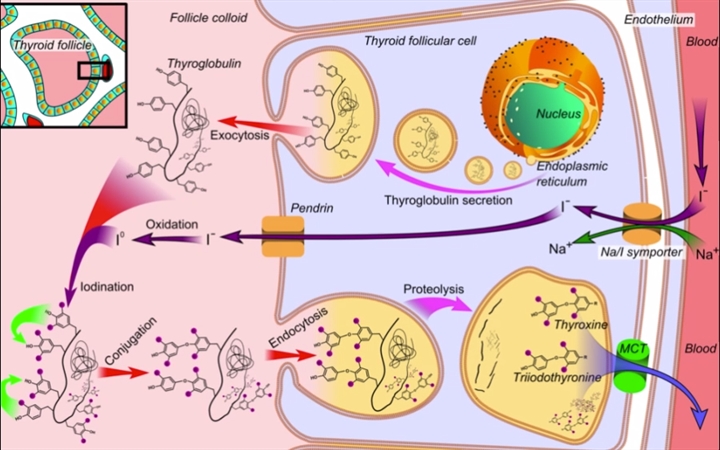 Thyroid follicle
Follicle colloid
Thyroglobulin
Exocytosis
Thyroid follicular cell
Nucleus
Endoplasmic
reticulum
Thyroglobulin secretion
Endothelium
Blood
Pendrin
Oxidation
I⁰
I⁻
I⁻
I⁻
Na⁺
Na/I symporter
Na⁺
Iodination
Conjugation
Endocytosis
Proteolysis
Thyroxine
Triiodothyronine
MCT
Blood